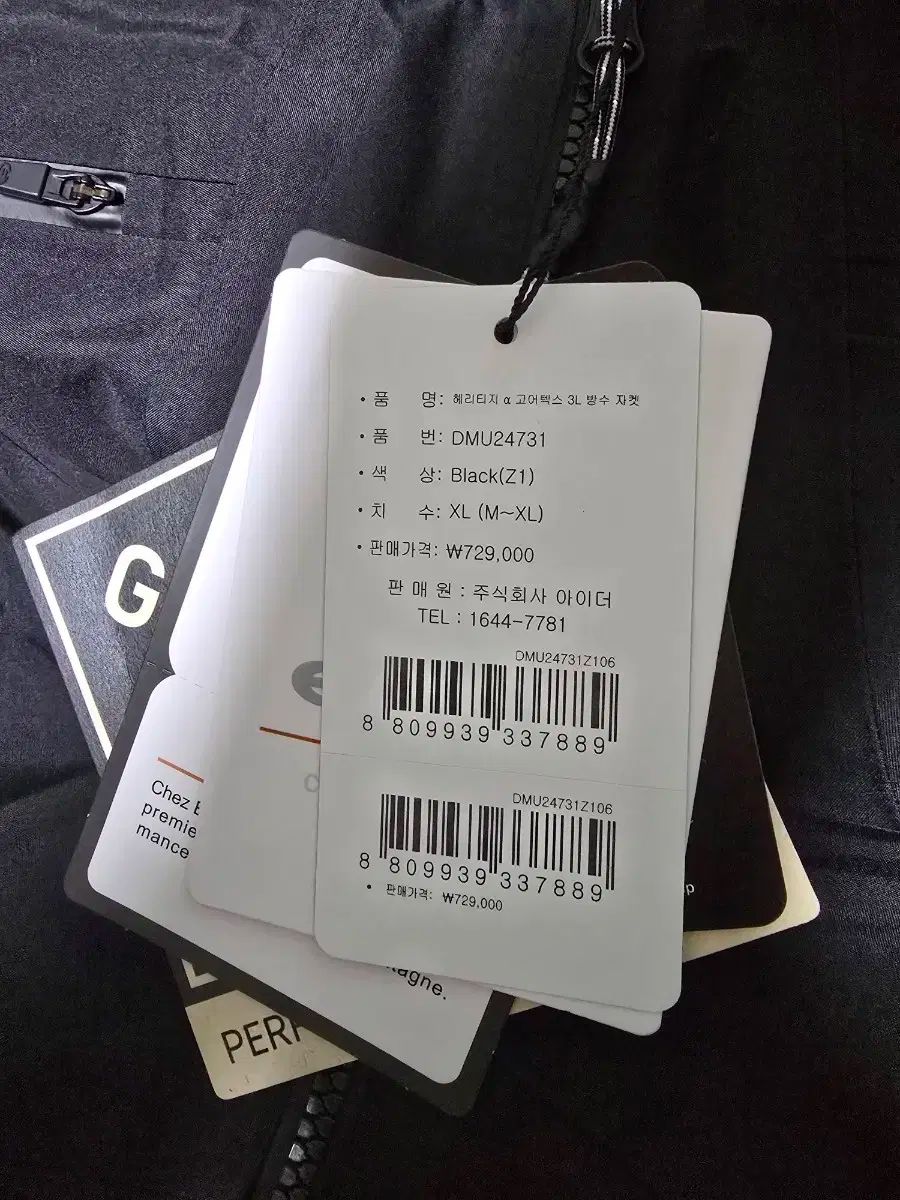 • 품 명: 헤리티지 α 고어텍스 3L 방수 자켓
• 품 번: DMU24731
• 색 상: Black(Z1)
• 치 수: XL (M~XL)
• 판매가격: ₩729,000
판 매 원 : 주식회사 아이더
TEL : 1644-7781
DMU24731Z106
8 809939 337889
DMU24731Z106
8 809939 337889
• 판매가격: ₩729,000
G
e
Chez
premie
mance
agne.
PERF